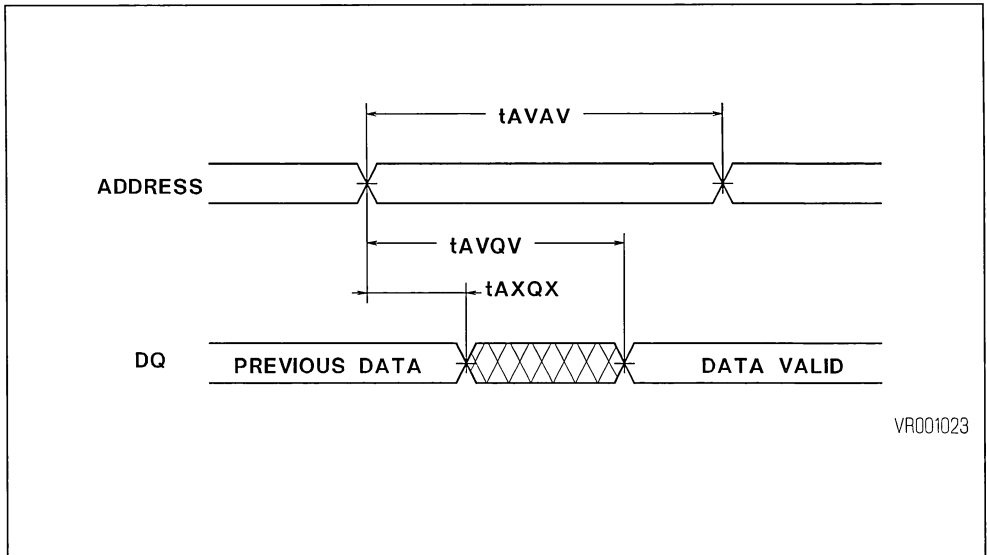 tAVAV
ADDRESS
tAVQV
tAXQX
DQ
PREVIOUS DATA
DATA VALID
VR001023